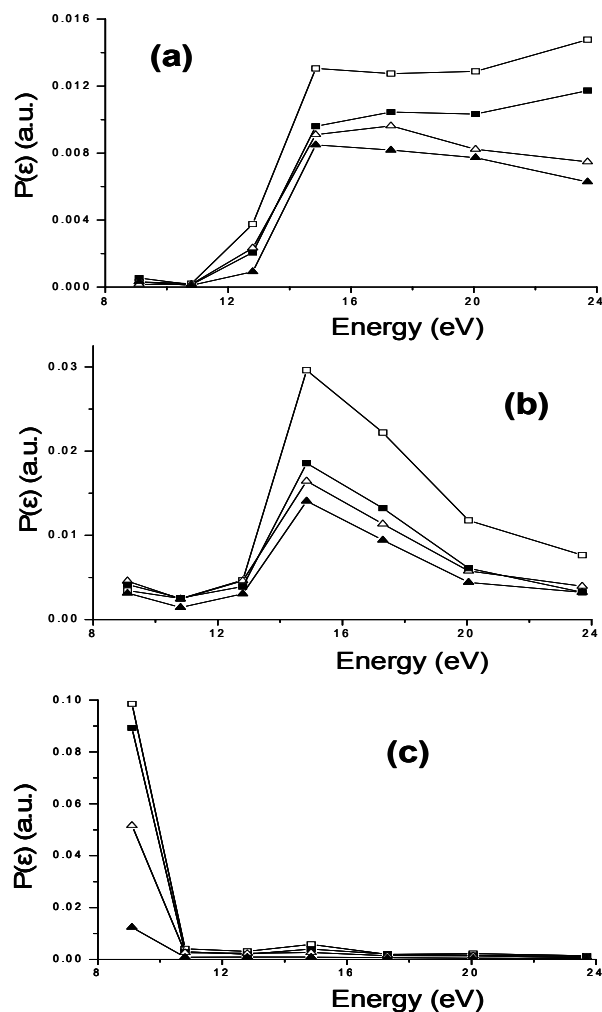 (a)
P(ε) (a.u.)
0.016
0.012
0.008
0.004
0.000
8 12 16 20 24
Energy (eV)
(b)
P(ε) (a.u.)
0.03
0.02
0.01
0.00
8 12 16 20 24
Energy (eV)
(c)
P(ε) (a.u.)
0.10
0.08
0.06
0.04
0.02
0.00
8 12 16 20 24
Energy (eV)